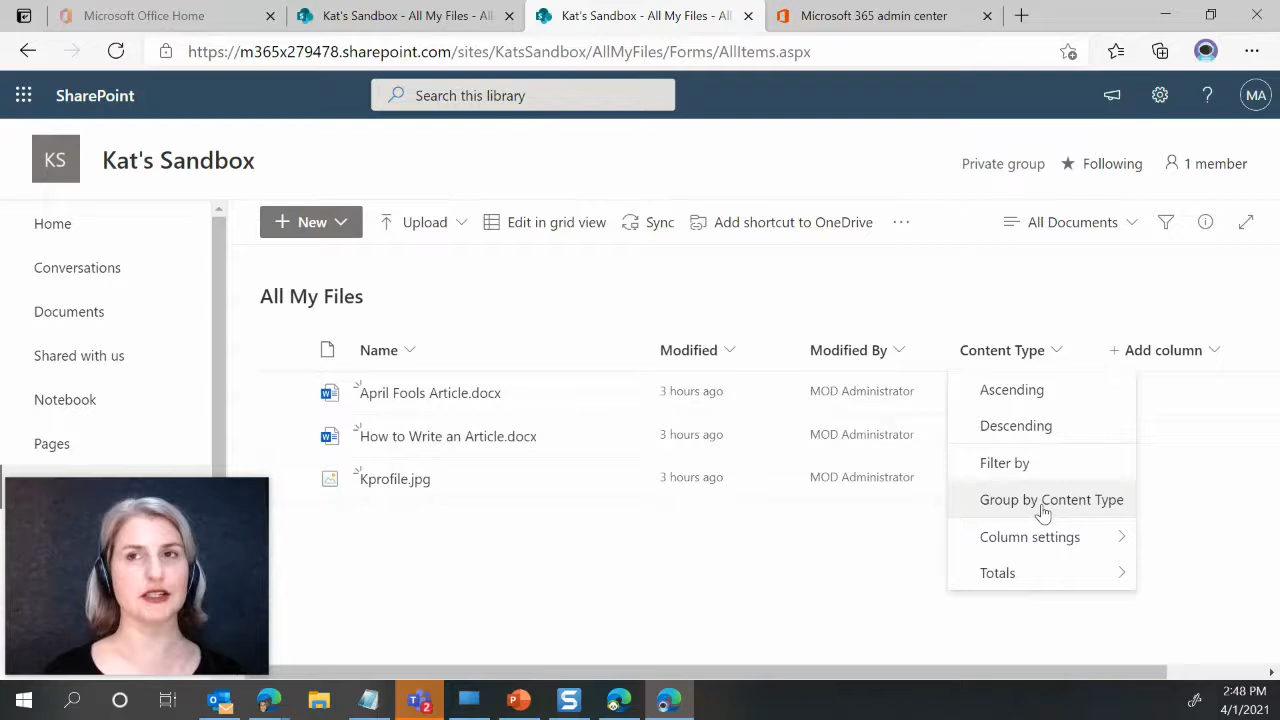 Microsoft Office Home
Kat's Sandbox - All My Files - All
Kat's Sandbox - All My Files - All
Microsoft 365 admin center
https://m365x279478.sharepoint.com/sites/KatsSandbox/AllMyFiles/Forms/AllItems.aspx
SharePoint
Search this library
MA
KS
Kat's Sandbox
Private group
Following
1 member
Home
Conversations
Documents
Shared with us
Notebook
Pages
New
Upload
Edit in grid view
Sync
Add shortcut to OneDrive
All Documents
All My Files
Name
Modified
Modified By
Content Type
Add column
April Fools Article.docx
3 hours ago
MOD Administrator
How to Write an Article.docx
3 hours ago
MOD Administrator
Kprofile.jpg
3 hours ago
MOD Administrator
Ascending
Descending
Filter by
Group by Content Type
Column settings
Totals
2
2:48 PM
4/1/2021